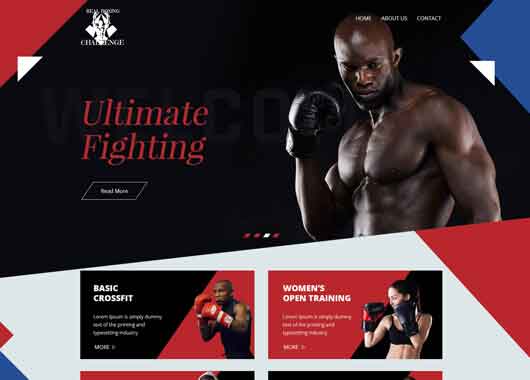 REAL BOXING
CHALLENGE
HOME ABOUT US CONTACT
WELCO
Ultimate
Fighting
Read More
BASIC
CROSSFIT
Lorem Ipsum is simply dummy
text of the printing and
typesetting industry
MORE
WOMEN'S
OPEN TRAINING
Lorem Ipsum is simply dummy
text of the printing and
typesetting industry
MORE